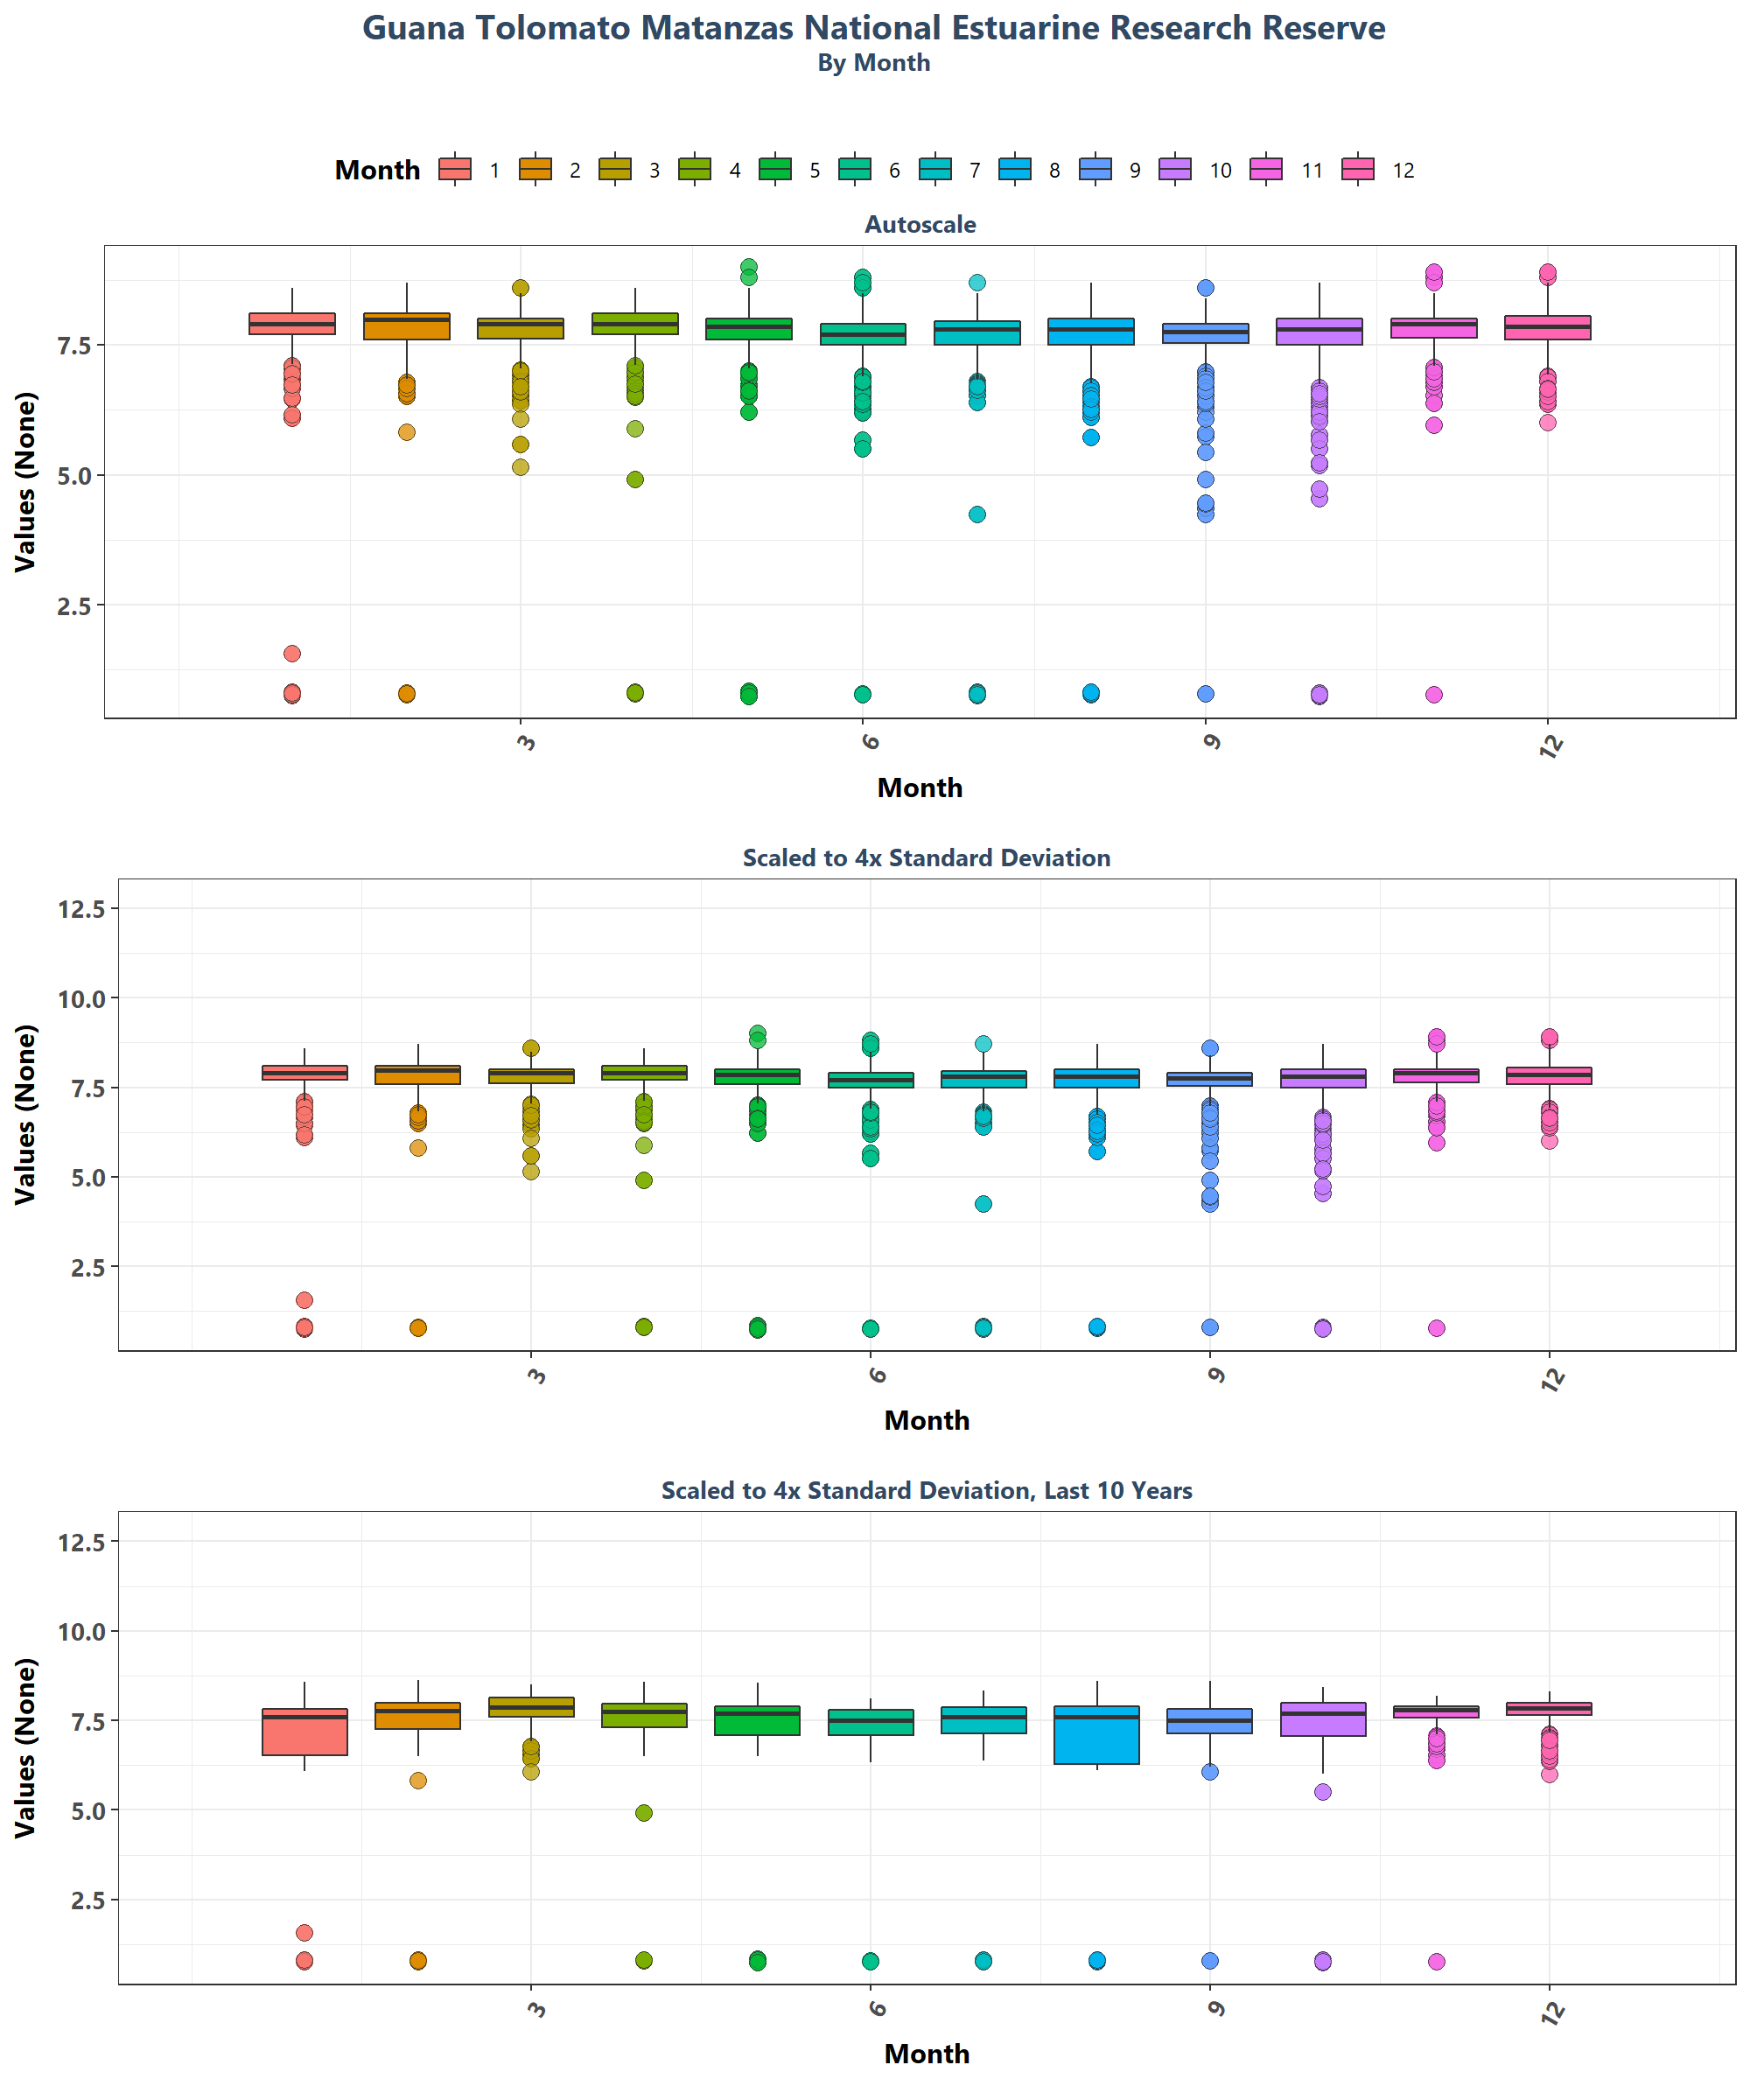 Guana Tolomato Matanzas National Estuarine Research Reserve
By Month
Month 1 2 3 4 5 6 7 8 9 10 11 12
Autoscale
Values (None)
7.5
5.0
2.5
3 6 9 12
Month
Scaled to 4x Standard Deviation
Values (None)
12.5
10.0
7.5
5.0
2.5
3 6 9 12
Month
Scaled to 4x Standard Deviation, Last 10 Years
Values (None)
12.5
10.0
7.5
5.0
2.5
3 6 9 12
Month